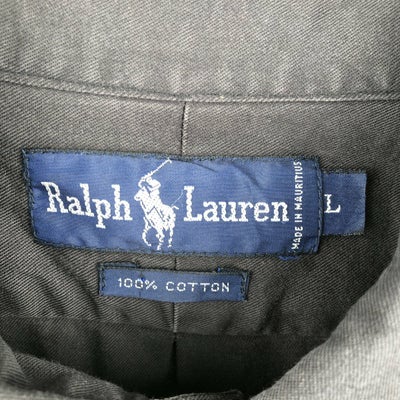 Ralph Lauren
MADE IN MAURITIUS
L
100% COTTON